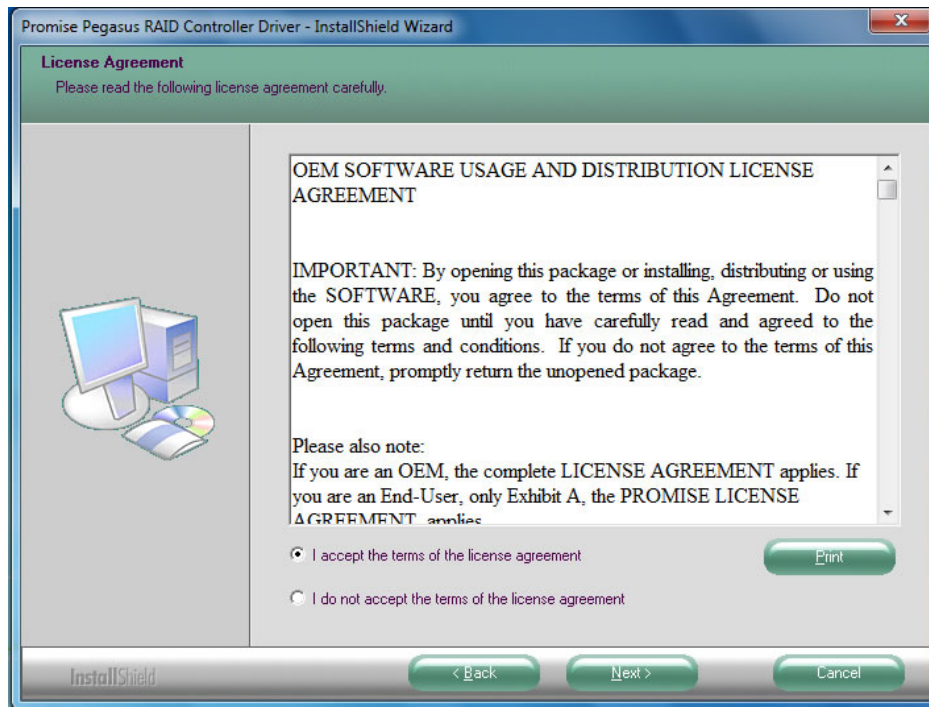 Promise Pegasus RAID Controller Driver - InstallShield Wizard
License Agreement
Please read the following license agreement carefully.
OEM SOFTWARE USAGE AND DISTRIBUTION LICENSE
AGREEMENT
IMPORTANT: By opening this package or installing, distributing or using
the SOFTWARE, you agree to the terms of this Agreement. Do not
open this package until you have carefully read and agreed to the
following terms and conditions. If you do not agree to the terms of this
Agreement, promptly return the unopened package.
Please also note:
If you are an OEM, the complete LICENSE AGREEMENT applies. If
you are an End-User, only Exhibit A, the PROMISE LICENSE
AGREEMENT, applies
I accept the terms of the license agreement
Print
I do not accept the terms of the license agreement
InstallShield
< Back
Next >
Cancel